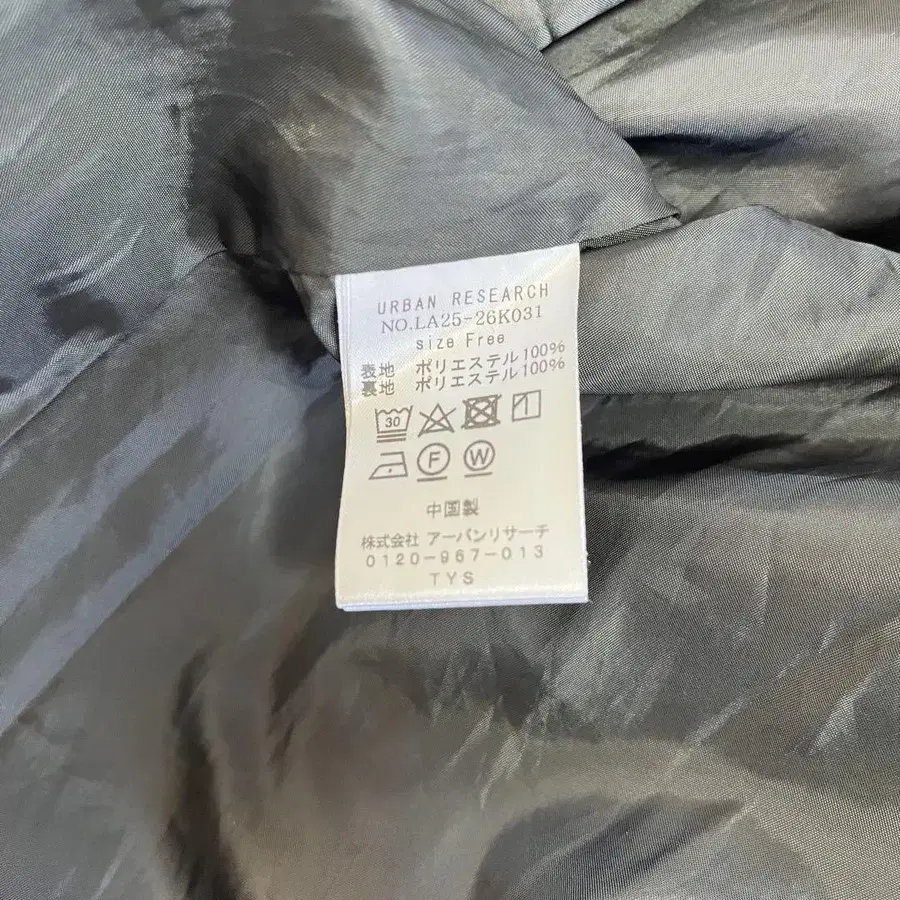 URBAN RESEARCH
NO.LA25-26K031
size Free
表地 ポリエステル100%
裏地 ポリエステル100%
30
F W
中国製
株式会社 アーバンリサーチ
0120-967-013
TYS